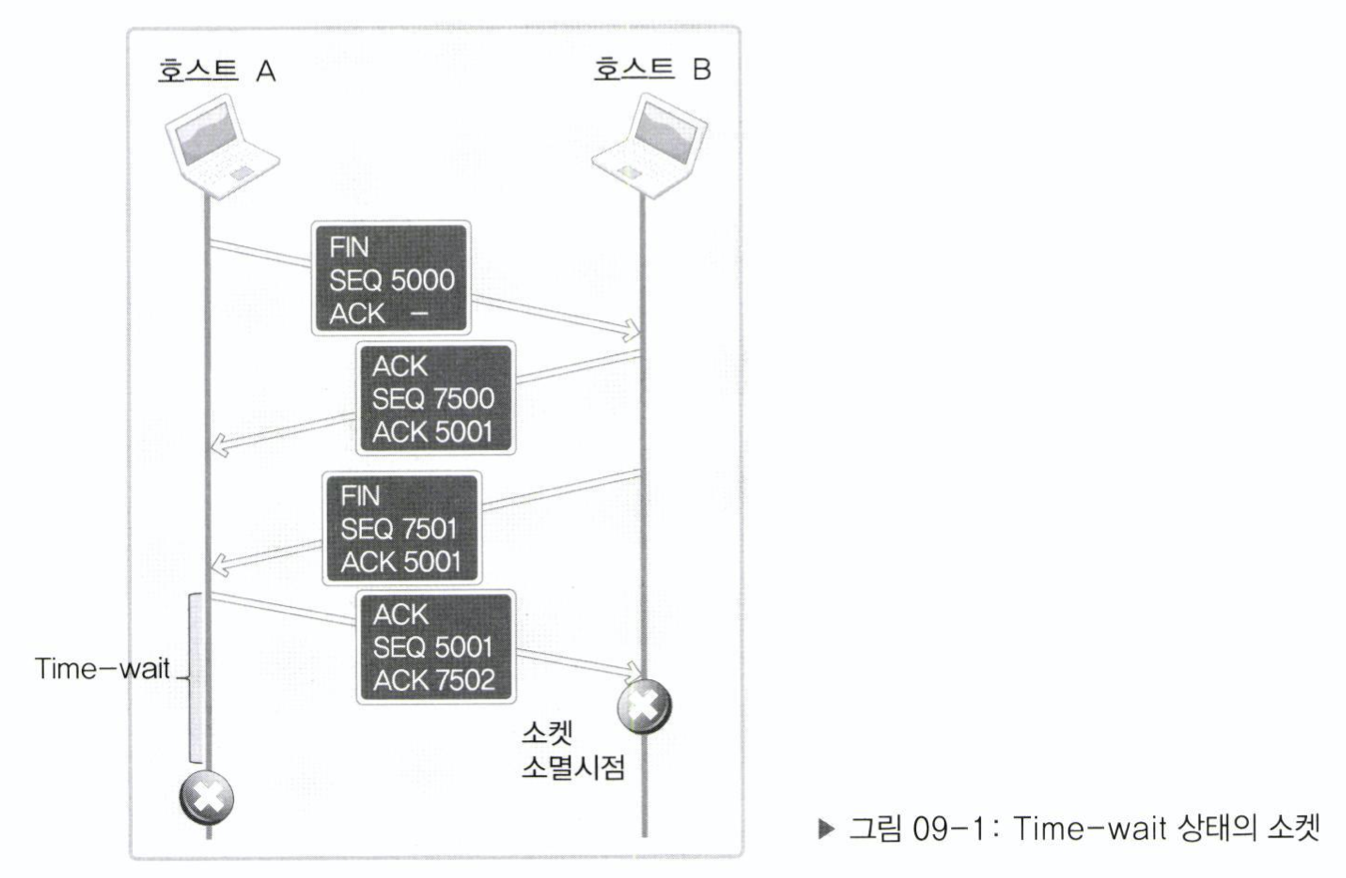 호스트 A
호스트 B
FIN
SEQ 5000
ACK –
ACK
SEQ 7500
ACK 5001
FIN
SEQ 7501
ACK 5001
ACK
SEQ 5001
ACK 7502
Time-wait
소켓
소멸시점
▶ 그림 09-1: Time-wait 상태의 소켓